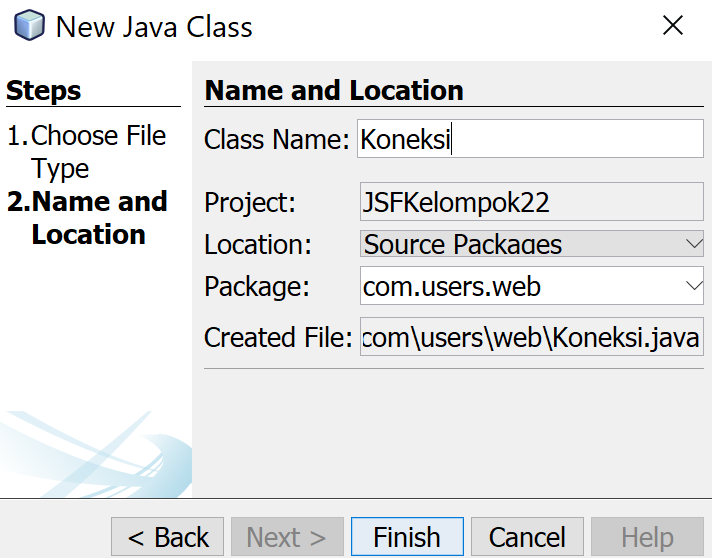 New Java Class
Steps
1.Choose File
Type
2.Name and
Location
Name and Location
Class Name: Koneksi
Project: JSFKelompok22
Location: Source Packages
Package: com.users.web
Created File: com\users\web\Koneksi.java
< Back Next > Finish Cancel Help